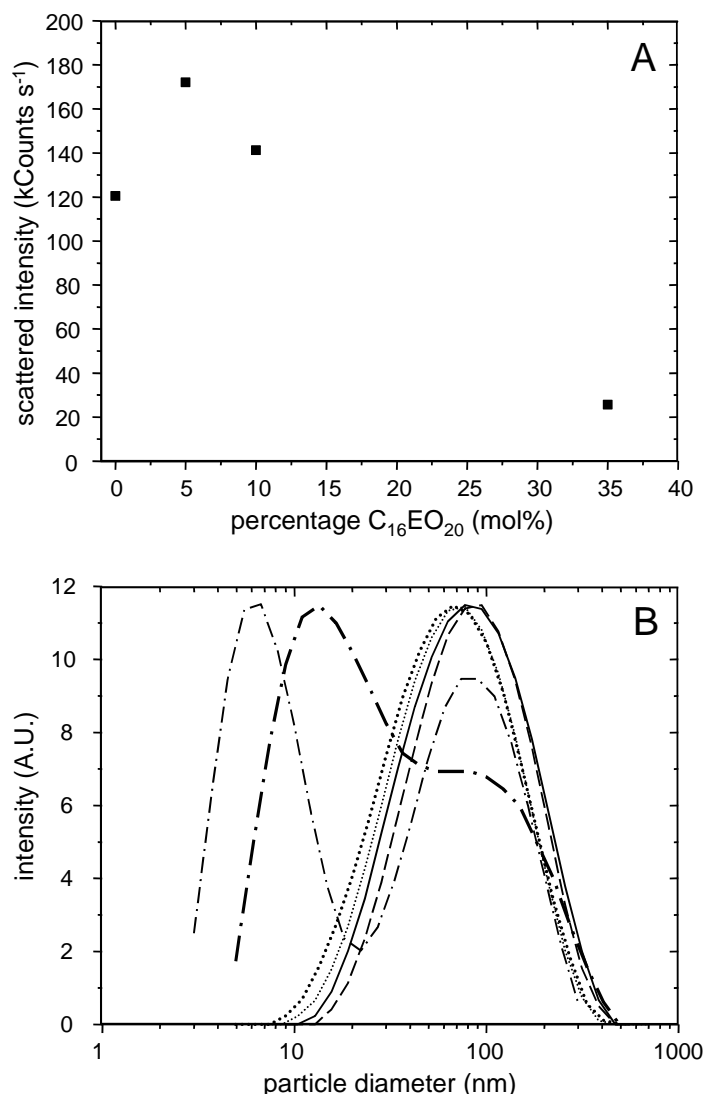 200
180
160
140
120
100
80
60
40
20
0
scattered intensity (kCounts s⁻¹)
A
0 5 10 15 20 25 30 35 40
percentage C₁₆EO₂₀ (mol%)
12
10
8
6
4
2
0
intensity (A.U.)
B
1 10 100 1000
particle diameter (nm)